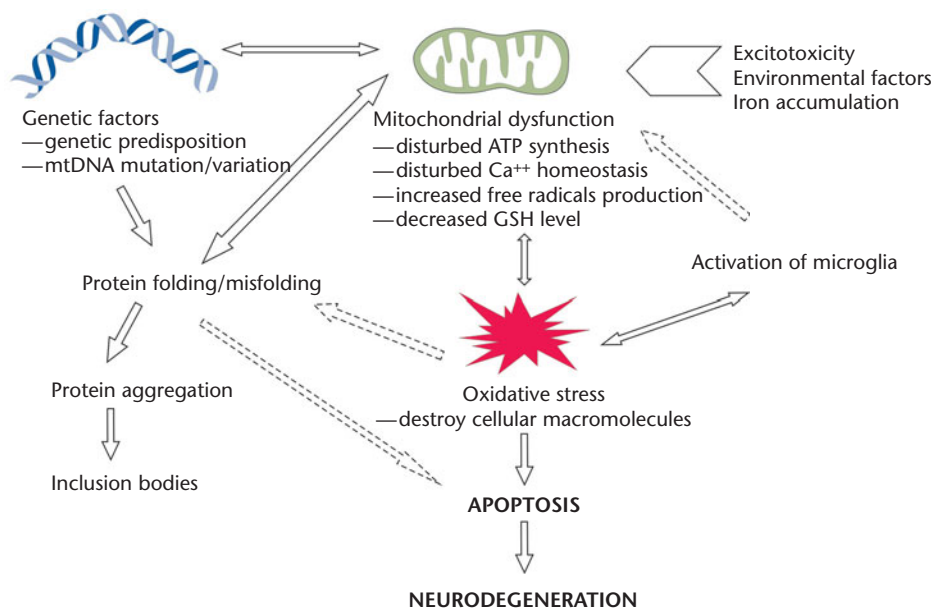 Excitotoxicity
Environmental factors
Iron accumulation
Genetic factors
—genetic predisposition
—mtDNA mutation/variation
Mitochondrial dysfunction
—disturbed ATP synthesis
—disturbed Ca⁺⁺ homeostasis
—increased free radicals production
—decreased GSH level
Activation of microglia
Protein folding/misfolding
Protein aggregation
Oxidative stress
—destroy cellular macromolecules
Inclusion bodies
APOPTOSIS
NEURODEGENERATION